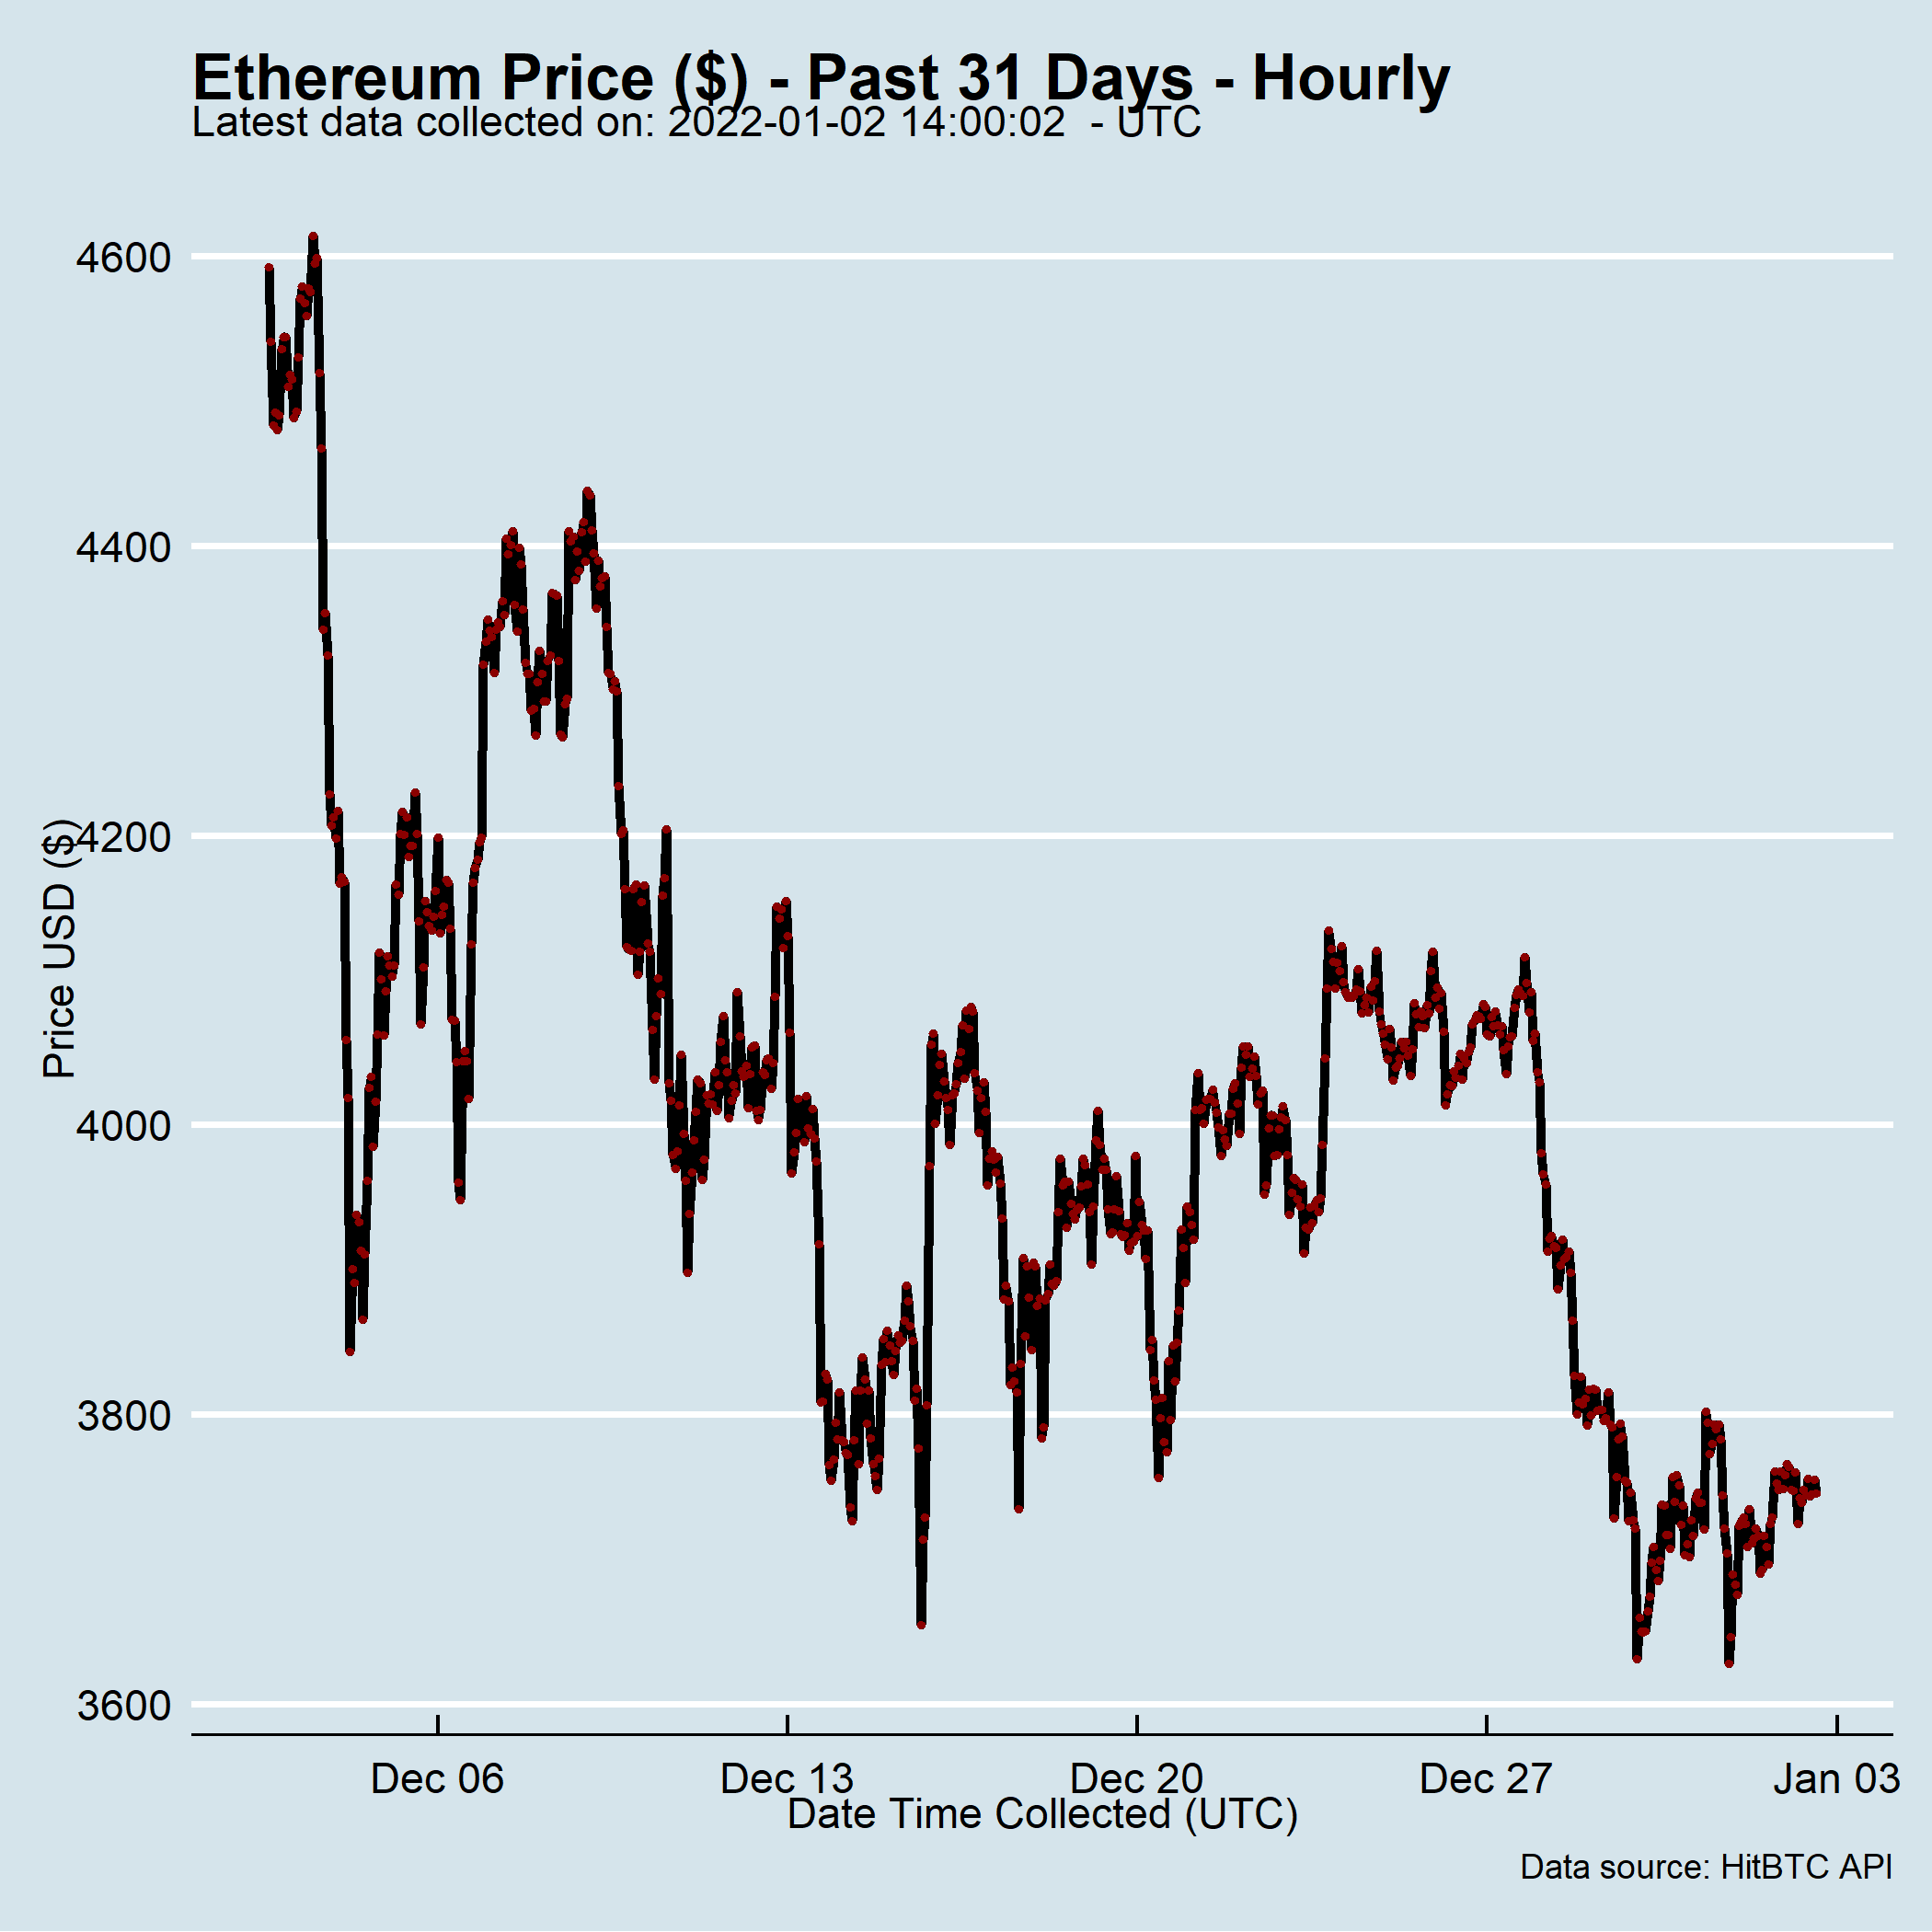 Ethereum Price ($) - Past 31 Days - Hourly
Latest data collected on: 2022-01-02 14:00:02  - UTC
Price USD ($)
4600
4400
4200
4000
3800
3600
Dec 06
Dec 13
Dec 20
Dec 27
Jan 03
Date Time Collected (UTC)
Data source: HitBTC API